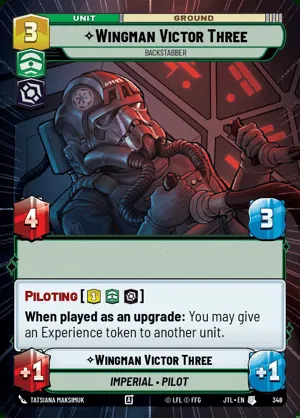 UNIT GROUND
3 ✧WINGMAN VICTOR THREE
BACKSTABBER
4 3
PILOTING [1 ]
When played as an upgrade: You may give
an Experience token to another unit.
✧WINGMAN VICTOR THREE
+1 IMPERIAL • PILOT +1
TATSIANA MAKSIMUK © LFL © FFG JTL • EN 348